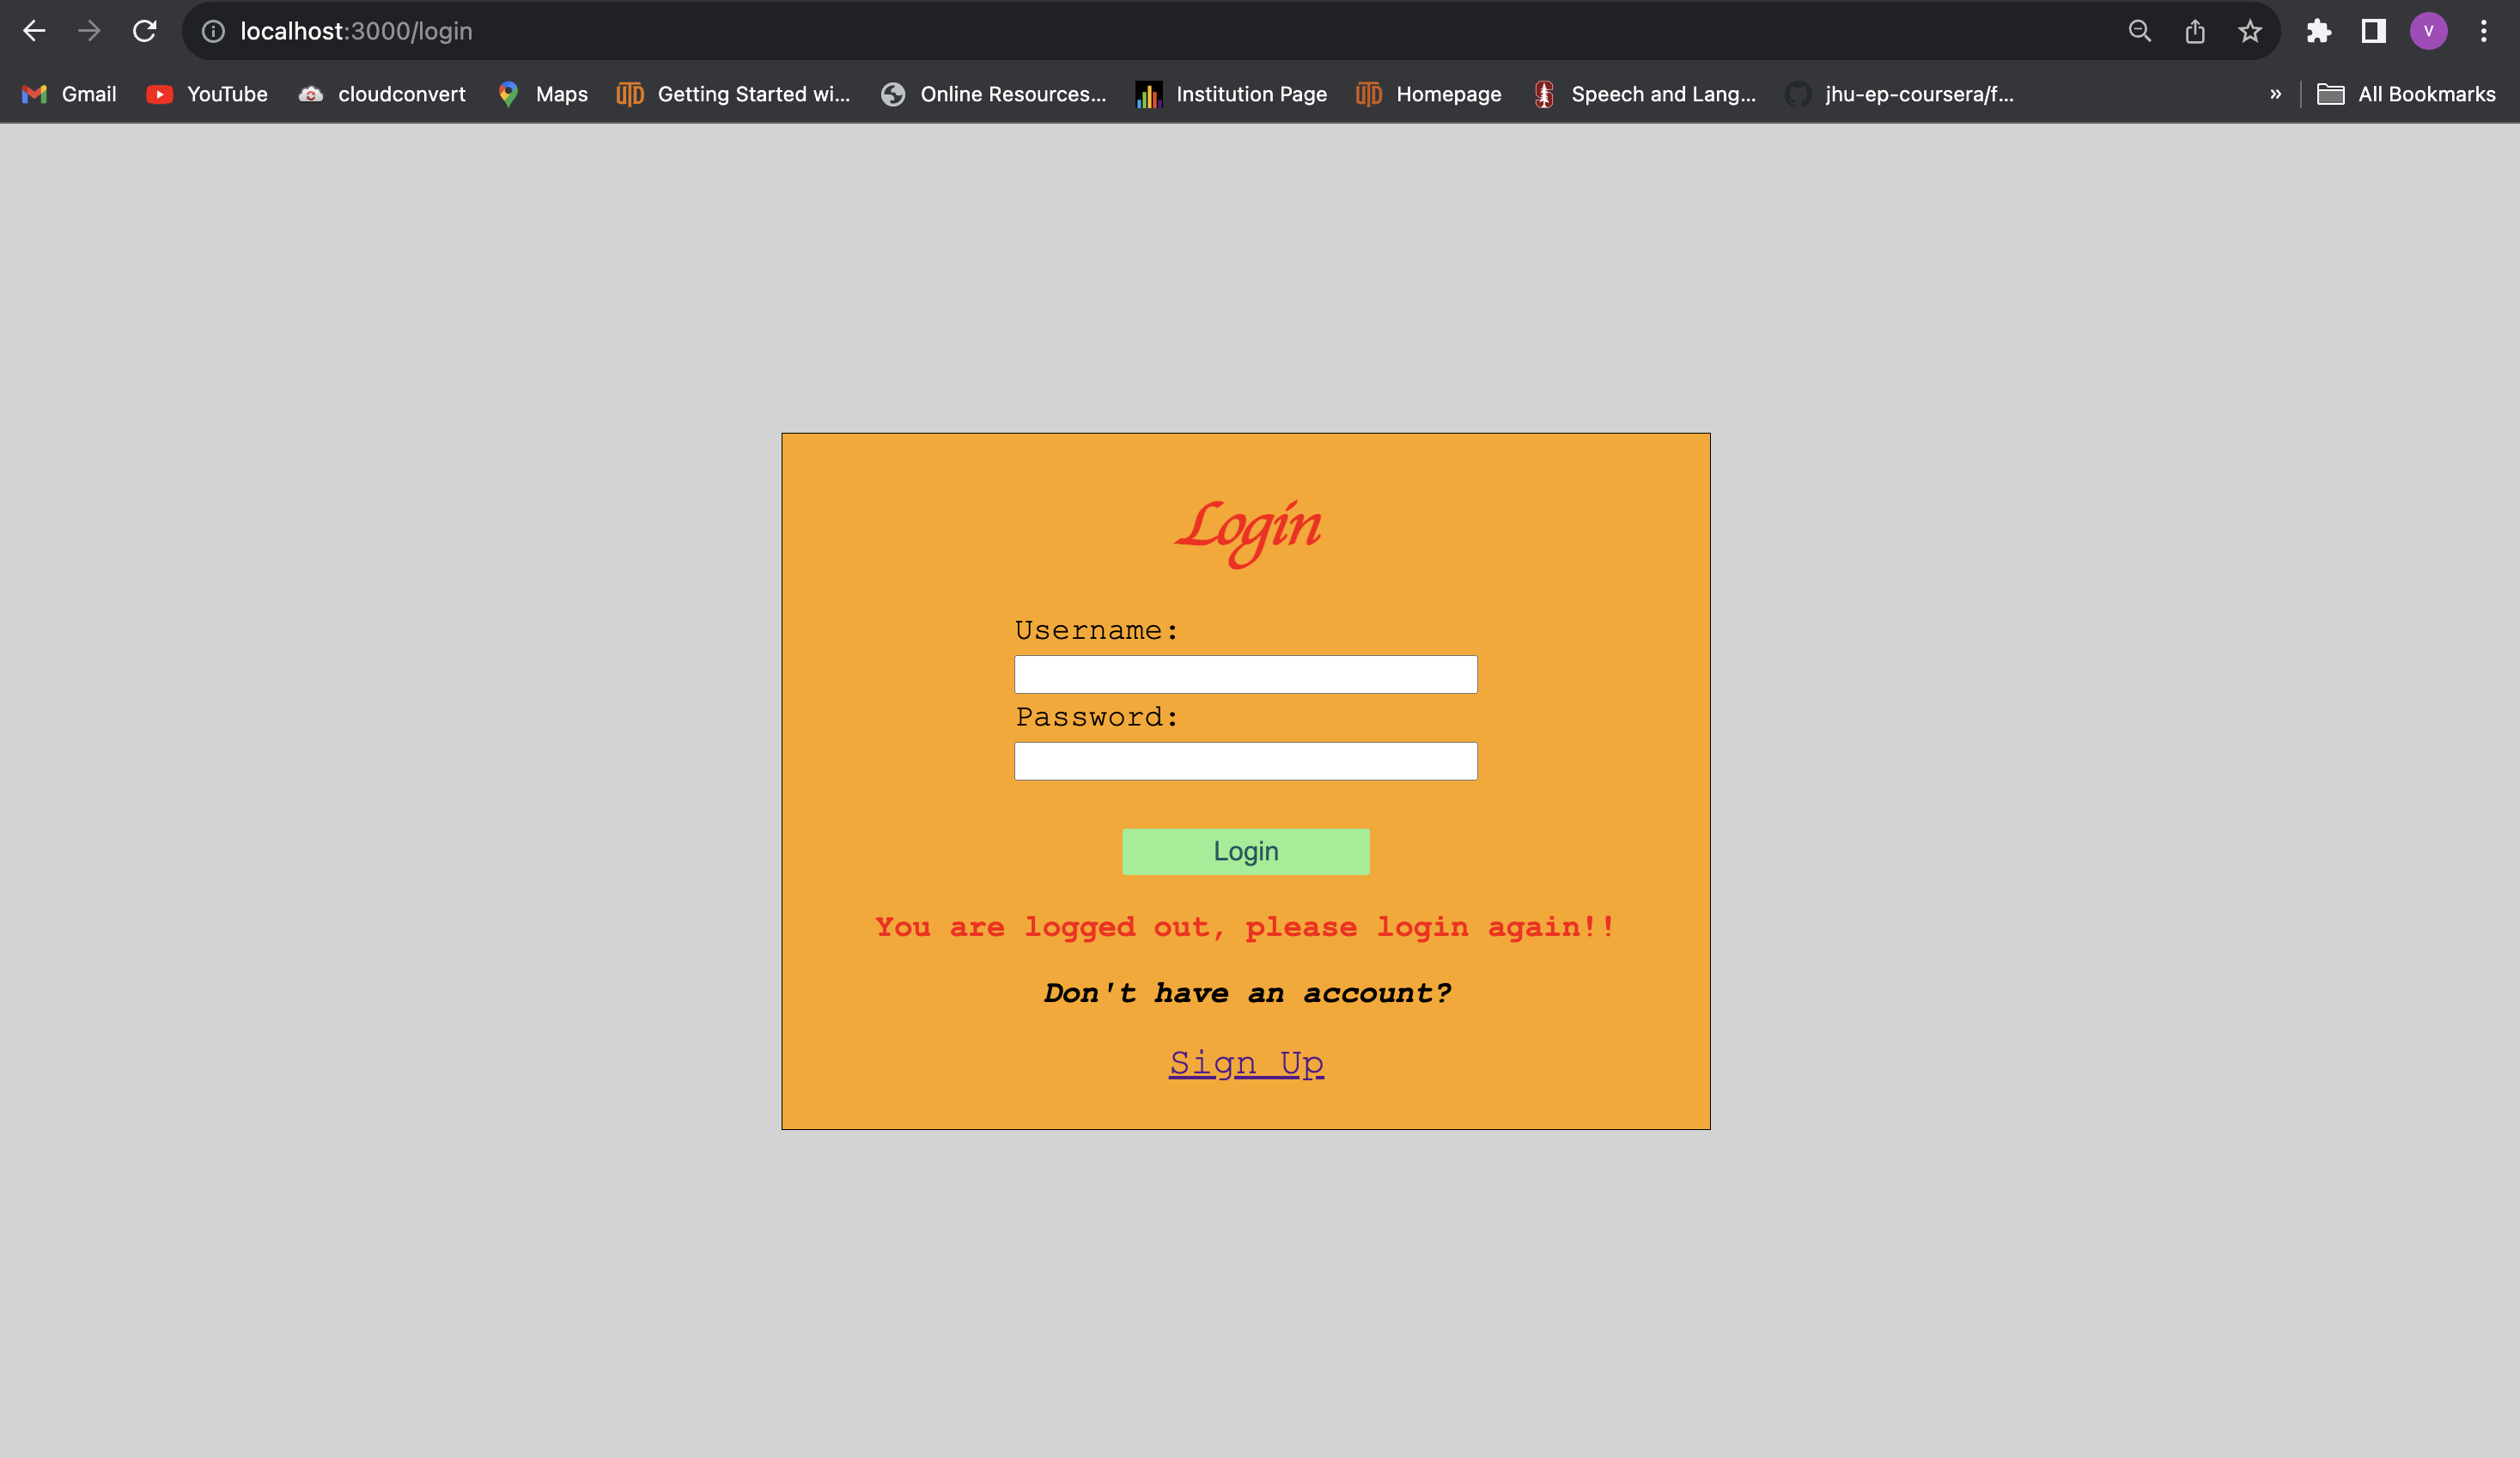 localhost:3000/login
V
Gmail YouTube cloudconvert Maps UTD Getting Started wi... Online Resources... Institution Page UTD Homepage Speech and Lang... jhu-ep-coursera/f... » All Bookmarks
Login
Username:
Password:
Login
You are logged out, please login again!!
Don't have an account?
Sign Up